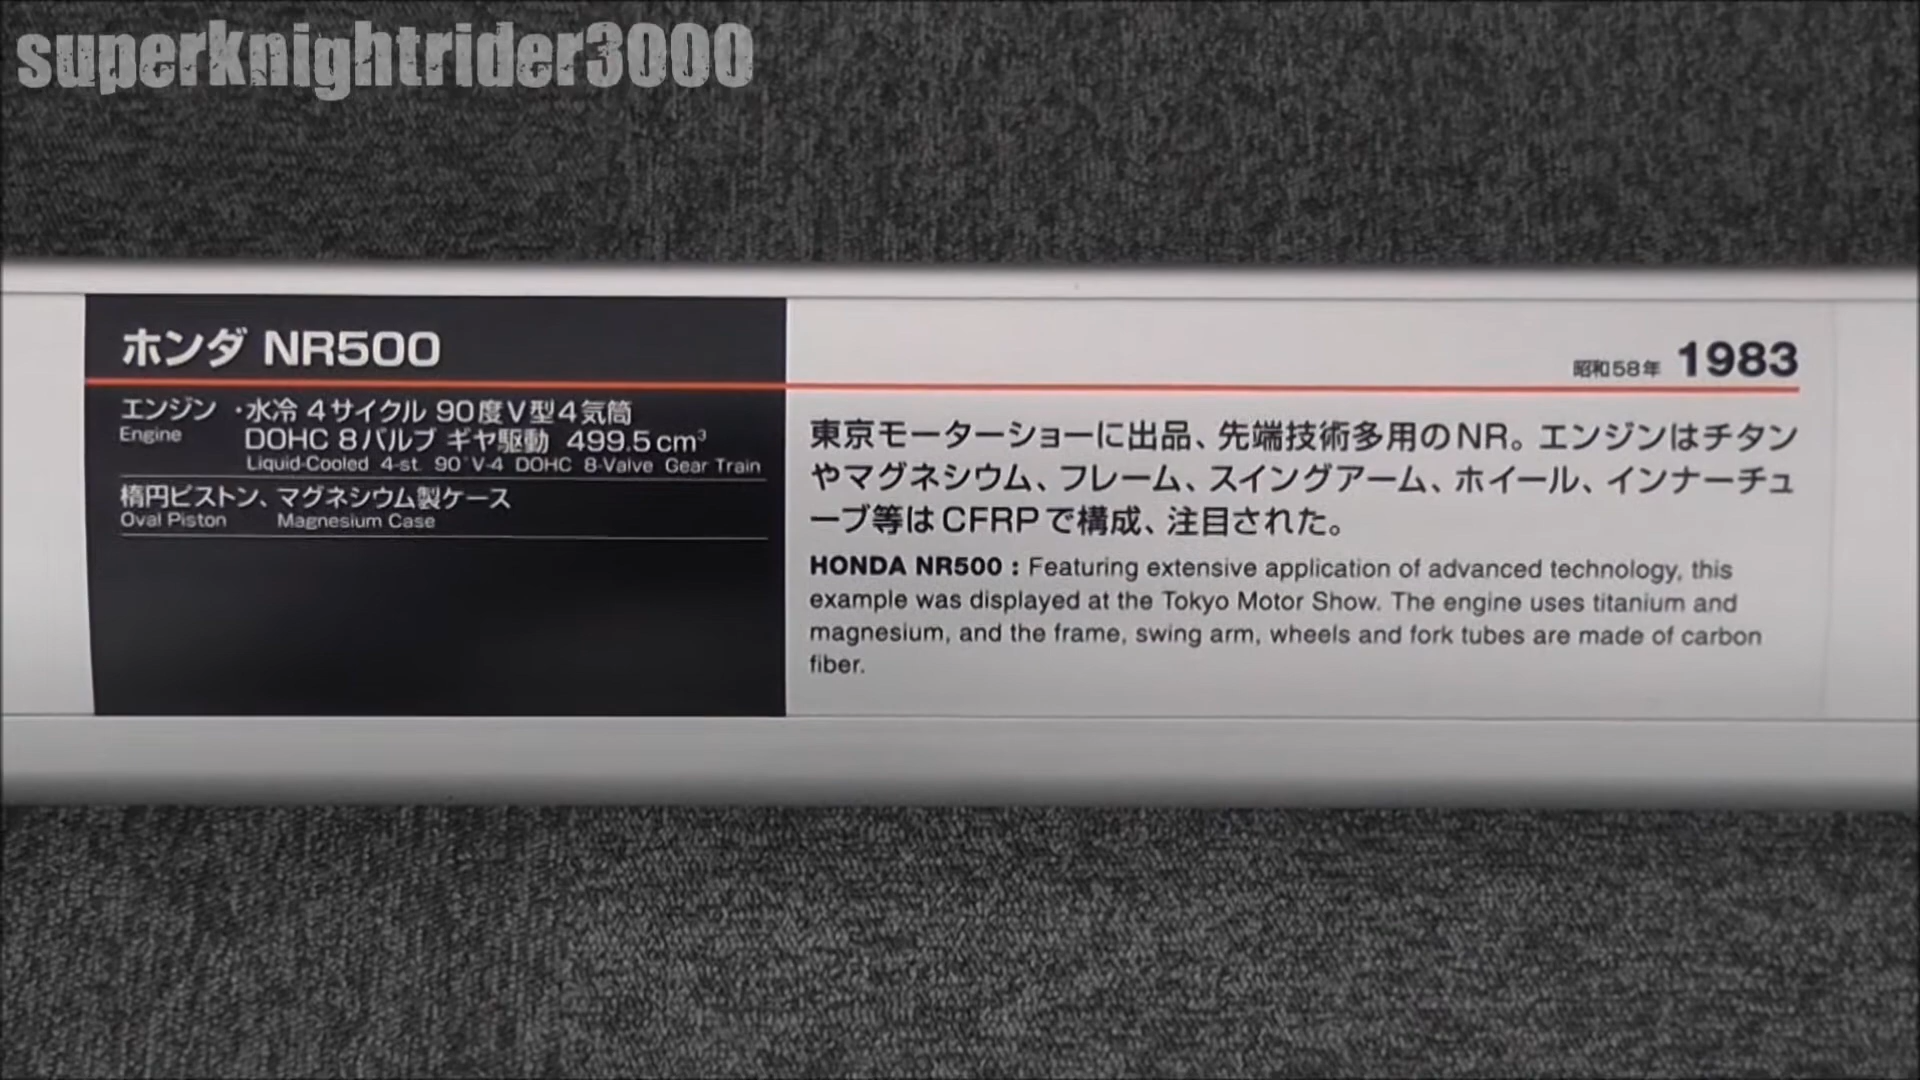 superknightrider3000
ホンダ NR500
エンジン ・水冷 4サイクル 90度V型4気筒
Engine DOHC 8バルブ ギヤ駆動 499.5cm³
Liquid-Cooled 4-st. 90°V-4 DOHC 8-Valve Gear Train
楕円ピストン、マグネシウム製ケース
Oval Piston Magnesium Case
昭和58年 1983
東京モーターショーに出品、先端技術多用のNR。エンジンはチタン
やマグネシウム、フレーム、スイングアーム、ホイール、インナーチュ
ーブ等はCFRPで構成、注目された。
HONDA NR500 : Featuring extensive application of advanced technology, this
example was displayed at the Tokyo Motor Show. The engine uses titanium and
magnesium, and the frame, swing arm, wheels and fork tubes are made of carbon
fiber.